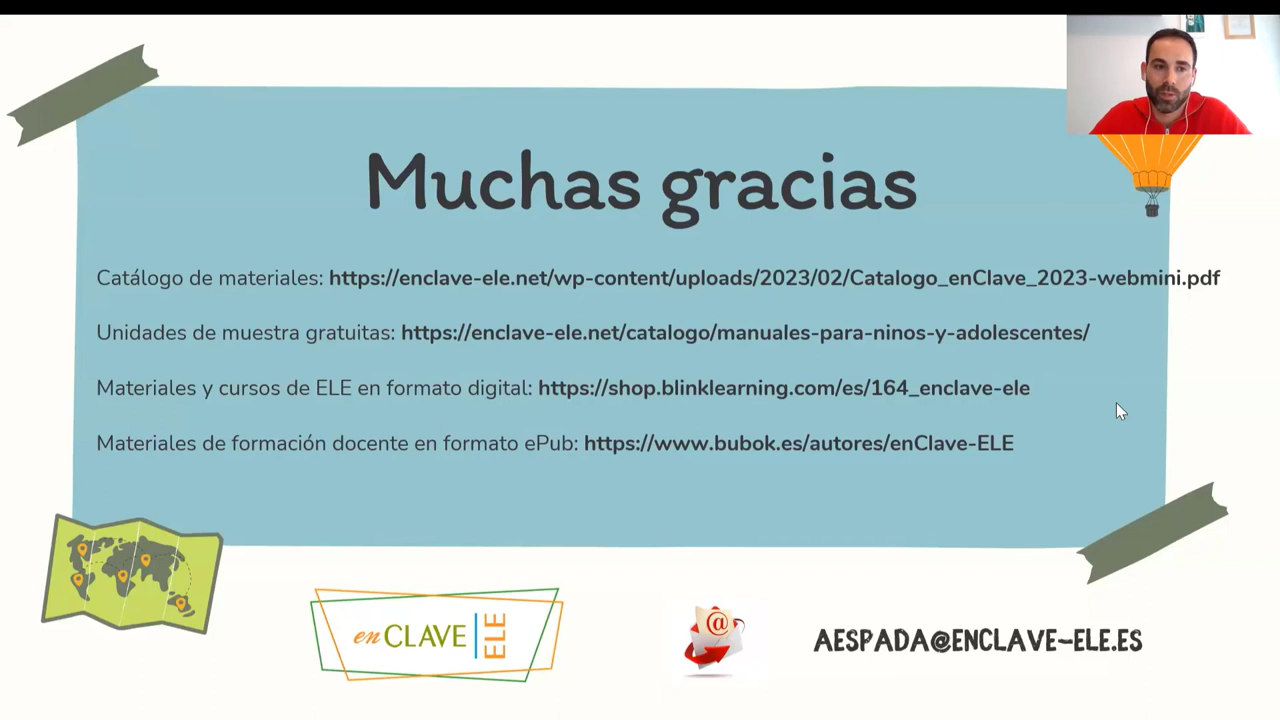 Muchas gracias
Catálogo de materiales: https://enclave-ele.net/wp-content/uploads/2023/02/Catalogo_enClave_2023-webmini.pdf
Unidades de muestra gratuitas: https://enclave-ele.net/catalogo/manuales-para-ninos-y-adolescentes/
Materiales y cursos de ELE en formato digital: https://shop.blinklearning.com/es/164_enclave-ele
Materiales de formación docente en formato ePub: https://www.bubok.es/autores/enClave-ELE
enCLAVE ELE
@
AESPADA@ENCLAVE-ELE.ES